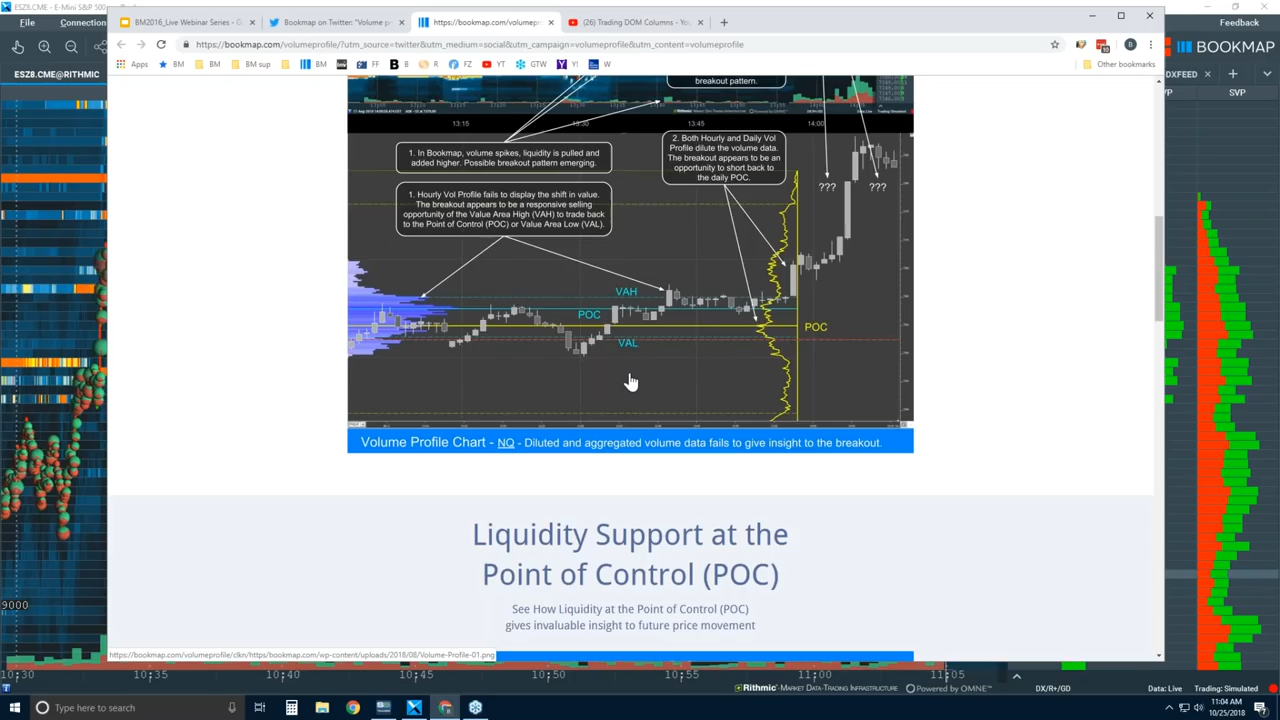 ESZ8.CME@RITHMIC - E-Mini S&P 500
File
Connection
ESZ8.CME@RITHMIC
BM2016_Live Webinar Series - G
Bookmap on Twitter: "Volume pr
https://bookmap.com/volumepro
(26) Trading DOM Columns - You
https://bookmap.com/volumeprofile/?utm_source=twitter&utm_medium=social&utm_campaign=volumeprofile&utm_content=volumeprofile
Apps
BM
BM
BM sup
BM
FF
B
R
FZ
YT
GTW
Y!
W
Other bookmarks
Feedback
BOOKMAP
DXFEED
SVP
breakout pattern.
13:15
13:30
13:45
14:00
1. In Bookmap, volume spikes, liquidity is pulled and
added higher. Possible breakout pattern emerging.
2. Both Hourly and Daily Vol
Profile dilute the volume data.
The breakout appears to be an
opportunity to short back to
the daily POC.
???
???
1. Hourly Vol Profile fails to display the shift in value.
The breakout appears to be a responsive selling
opportunity of the Value Area High (VAH) to trade back
to the Point of Control (POC) or Value Area Low (VAL).
VAH
POC
POC
VAL
Volume Profile Chart - NQ - Diluted and aggregated volume data fails to give insight to the breakout.
Liquidity Support at the
Point of Control (POC)
See How Liquidity at the Point of Control (POC)
gives invaluable insight to future price movement
9000
https://bookmap.com/volumeprofile/clkn/https/bookmap.com/wp-content/uploads/2018/08/Volume-Profile-01.png
10:30
10:35
10:40
10:45
10:50
10:55
11:00
11:05
Rithmic-Market Data-Trading Infrastructure
Powered by OMNE™
DX/R+/GD
Data: Live
Trading: Simulated
Type here to search
11:04 AM
10/25/2018